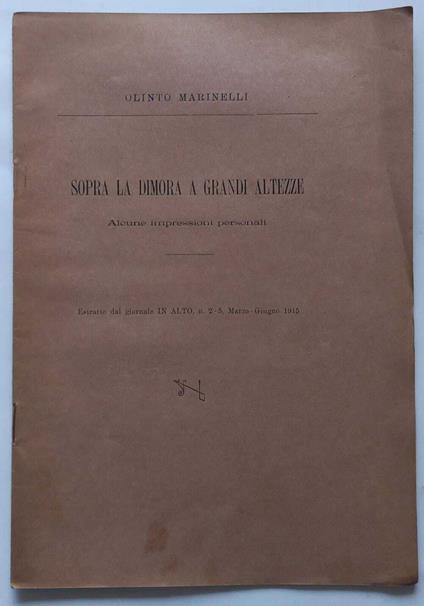 OLINTO MARINELLI
SOPRA LA DIMORA A GRANDI ALTEZZE
Alcune impressioni personali
Estratto dal giornale IN ALTO, n. 2-5, Marzo-Giugno 1915